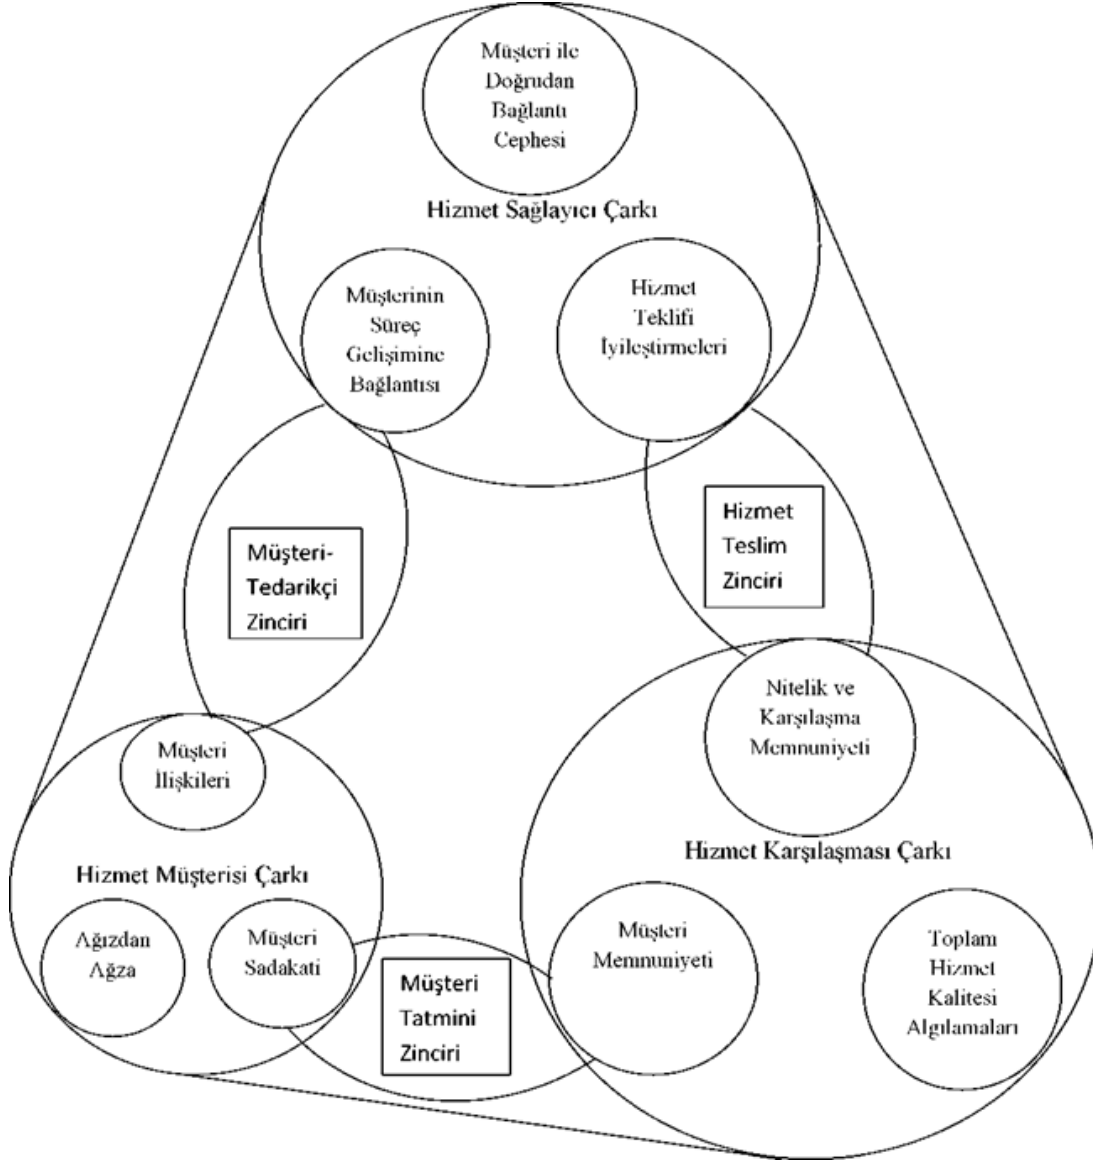 Müşteri ile
Doğrudan
Bağlantı
Cephesi
Hizmet Sağlayıcı Çarkı
Müşterinin
Süreç
Gelişimine
Bağlantısı
Hizmet
Teklifi
İyileştirmeleri
Müşteri-
Tedarikçi
Zinciri
Hizmet
Teslim
Zinciri
Müşteri
İlişkileri
Hizmet Müşterisi Çarkı
Ağızdan
Ağza
Müşteri
Sadakati
Müşteri
Tatmini
Zinciri
Nitelik ve
Karşılaşma
Memnuniyeti
Hizmet Karşılaşması Çarkı
Müşteri
Memnuniyeti
Toplam
Hizmet
Kalitesi
Algılamaları